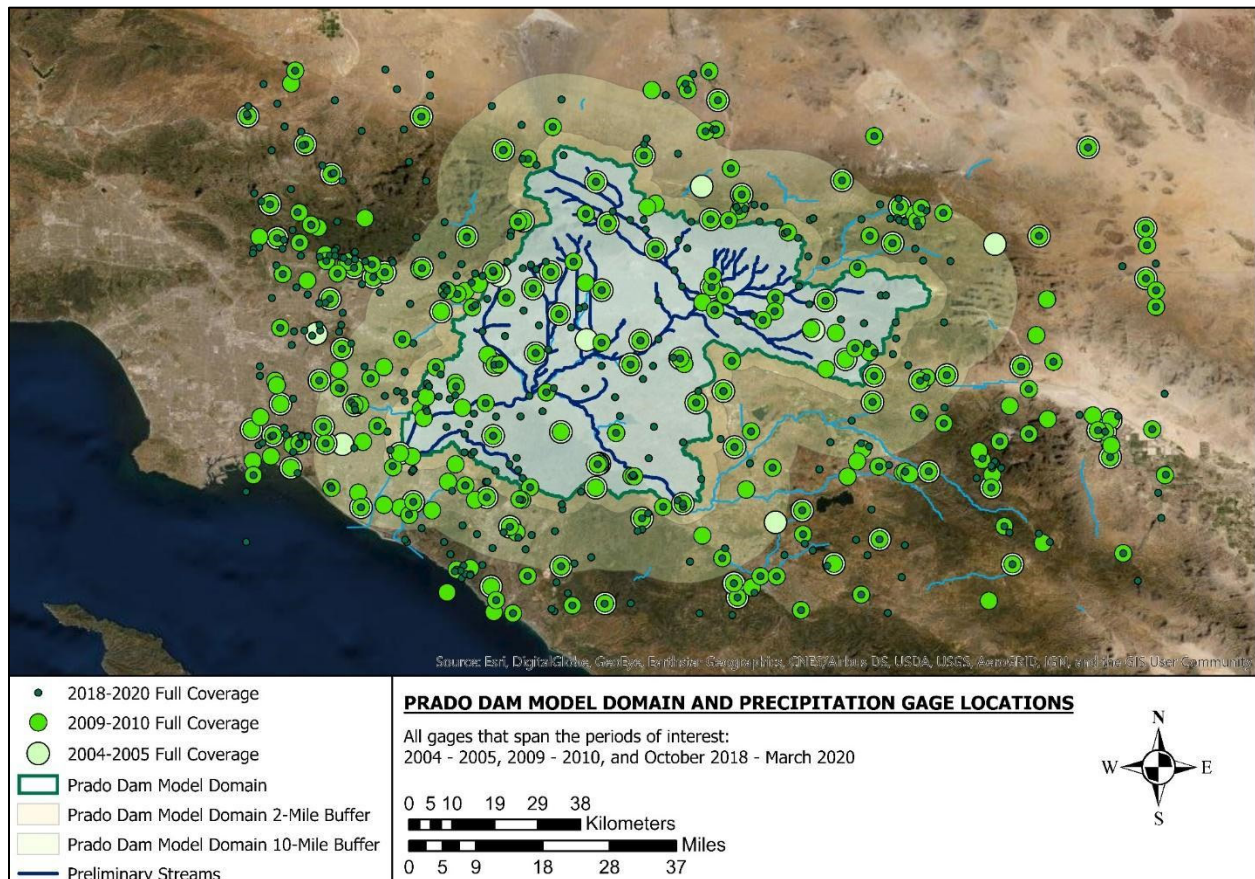 Source: Esri, DigitalGlobe, GeoEye, Earthstar Geographics, CNES/Airbus DS, USDA, USGS, AeroGRID, IGN, and the GIS User Community
2018-2020 Full Coverage
2009-2010 Full Coverage
2004-2005 Full Coverage
Prado Dam Model Domain
Prado Dam Model Domain 2-Mile Buffer
Prado Dam Model Domain 10-Mile Buffer
Preliminary Streams
PRADO DAM MODEL DOMAIN AND PRECIPITATION GAGE LOCATIONS
All gages that span the periods of interest:
2004 - 2005, 2009 - 2010, and October 2018 - March 2020
0 5 10 19 29 38
Kilometers
Miles
0 5 9 18 28 37
N
W E
S